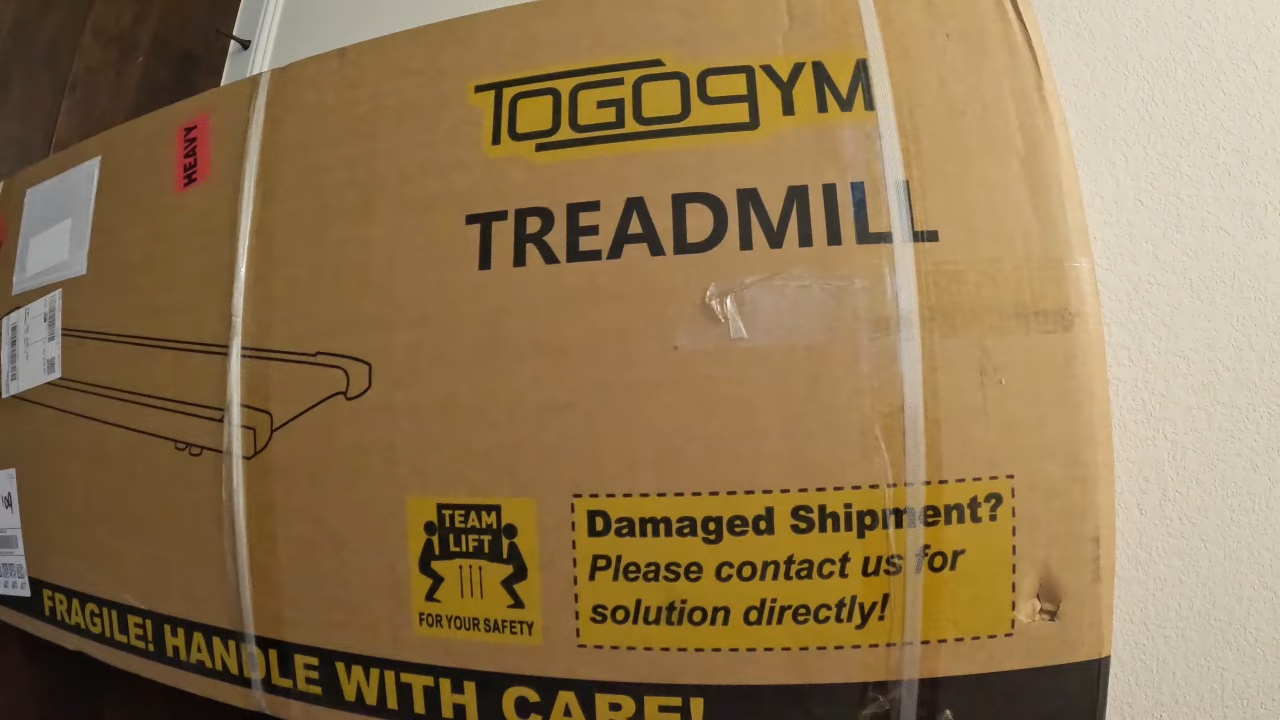 TOGOGYM
HEAVY
TREADMILL
TEAM
LIFT
FOR YOUR SAFETY
Damaged Shipment?
Please contact us for
solution directly!
FRAGILE! HANDLE WITH CARE!